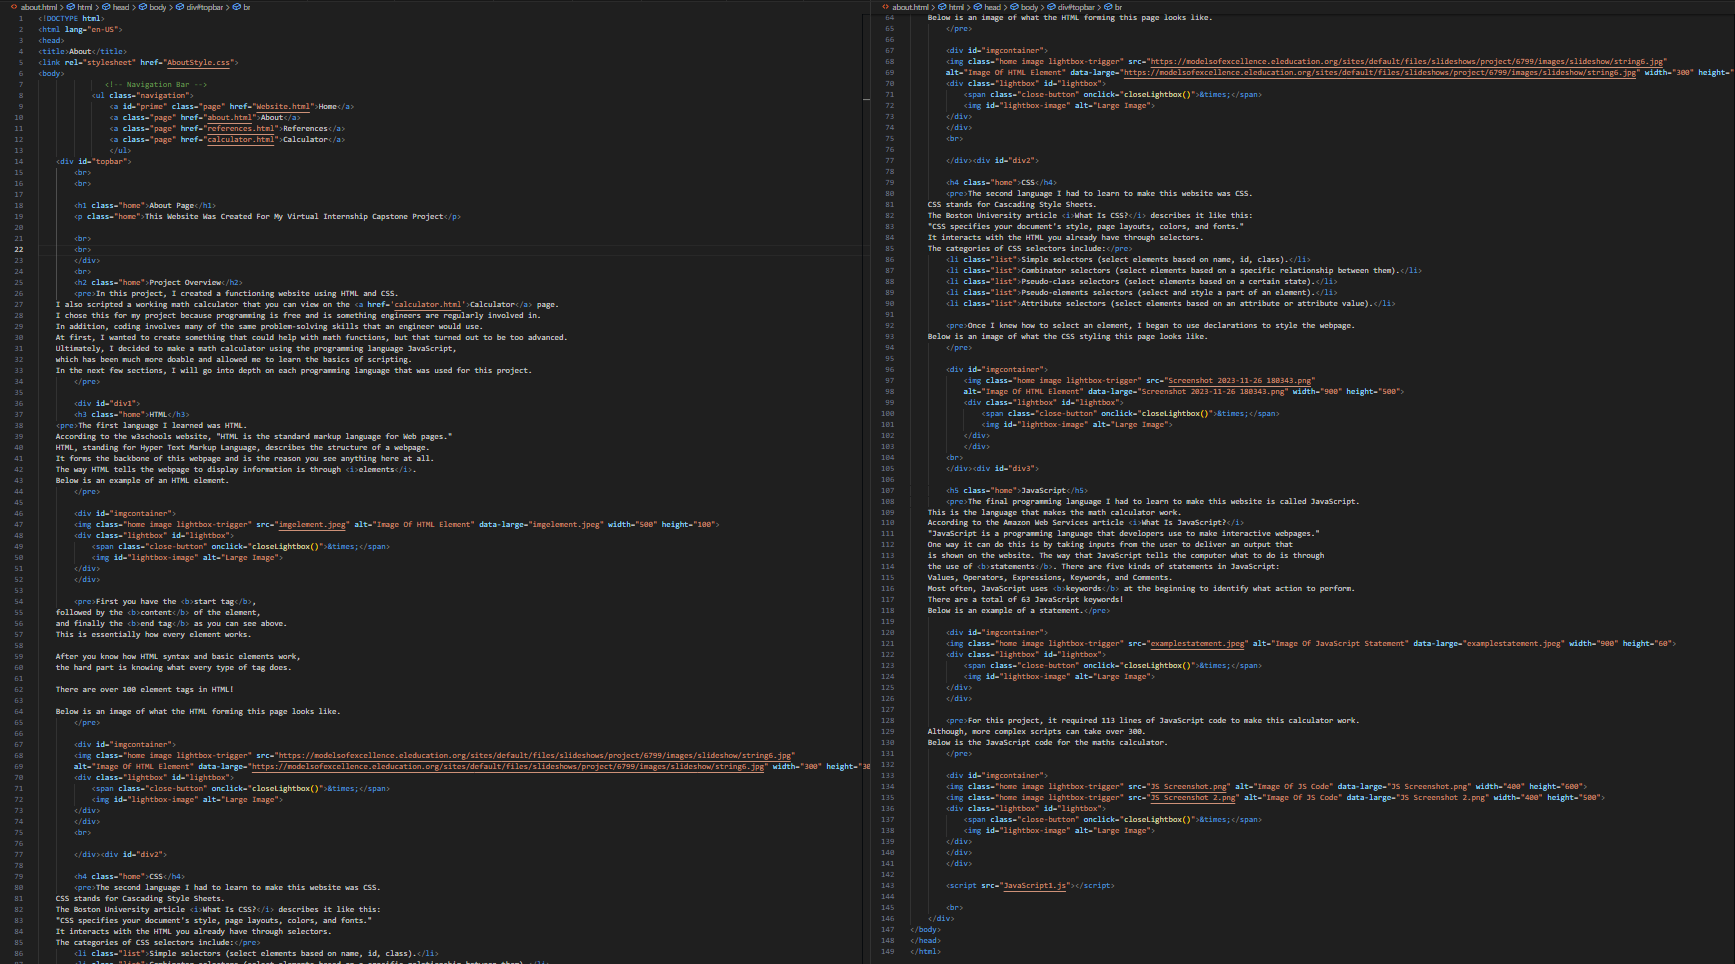 about.html > html > head > body > div#topbar > br
1 <!DOCTYPE html>
2 <html lang="en-US">
3 <head>
4 <title>About</title>
5 <link rel="stylesheet" href="AboutStyle.css">
6 <body>
7 <!-- Navigation Bar -->
8 <ul class="navigation">
9 <a id="prime" class="page" href="Website.html">Home</a>
10 <a class="page" href="about.html">About</a>
11 <a class="page" href="references.html">References</a>
12 <a class="page" href="calculator.html">Calculator</a>
13 </ul>
14 <div id="topbar">
15 <br>
16 <br>
17
18 <h1 class="home">About Page</h1>
19 <p class="home">This Website Was Created For My Virtual Internship Capstone Project</p>
20
21 <br>
22 <br>
23 </div>
24 <br>
25 <h2 class="home">Project Overview</h2>
26 <pre>In this project, I created a functioning website using HTML and CSS.
27 I also scripted a working math calculator that you can view on the <a href='calculator.html'>Calculator</a> page.
28 I chose this for my project because programming is free and is something engineers are regularly involved in.
29 In addition, coding involves many of the same problem-solving skills that an engineer would use.
30 At first, I wanted to create something that could help with math functions, but that turned out to be too advanced.
31 Ultimately, I decided to make a math calculator using the programming language JavaScript,
32 which has been much more doable and allowed me to learn the basics of scripting.
33 In the next few sections, I will go into depth on each programming language that was used for this project.
34 </pre>
35
36 <div id="div1">
37 <h3 class="home">HTML</h3>
38 <pre>The first language I learned was HTML.
39 According to the w3schools website, "HTML is the standard markup language for Web pages."
40 HTML, standing for Hyper Text Markup Language, describes the structure of a webpage.
41 It forms the backbone of this webpage and is the reason you see anything here at all.
42 The way HTML tells the webpage to display information is through <i>elements</i>.
43 Below is an example of an HTML element.
44 </pre>
45
46 <div id="imgcontainer">
47 <img class="home image lightbox-trigger" src="imgelement.jpeg" alt="Image Of HTML Element" data-large="imgelement.jpeg" width="500" height="100">
48 <div class="lightbox" id="lightbox">
49 <span class="close-button" onclick="closeLightbox()">&times;</span>
50 <img id="lightbox-image" alt="Large Image">
51 </div>
52 </div>
53
54 <pre>First you have the <b>start tag</b>,
55 followed by the <b>content</b> of the element,
56 and finally the <b>end tag</b> as you can see above.
57 This is essentially how every element works.
58
59 After you know how HTML syntax and basic elements work,
60 the hard part is knowing what every type of tag does.
61
62 There are over 100 element tags in HTML!
63
64 Below is an image of what the HTML forming this page looks like.
65 </pre>
66
67 <div id="imgcontainer">
68 <img class="home image lightbox-trigger" src="https://modelsofexcellence.eleducation.org/sites/default/files/slideshows/project/6799/images/slideshow/string6.jpg"
69 alt="Image Of HTML Element" data-large="https://modelsofexcellence.eleducation.org/sites/default/files/slideshows/project/6799/images/slideshow/string6.jpg" width="300" height="30
70 <div class="lightbox" id="lightbox">
71 <span class="close-button" onclick="closeLightbox()">&times;</span>
72 <img id="lightbox-image" alt="Large Image">
73 </div>
74 </div>
75 <br>
76
77 </div><div id="div2">
78
79 <h4 class="home">CSS</h4>
80 <pre>The second language I had to learn to make this website was CSS.
81 CSS stands for Cascading Style Sheets.
82 The Boston University article <i>What Is CSS?</i> describes it like this:
83 "CSS specifies your document's style, page layouts, colors, and fonts."
84 It interacts with the HTML you already have through selectors.
85 The categories of CSS selectors include:</pre>
86 <li class="list">Simple selectors (select elements based on name, id, class).</li>
87 <li class="list">Combinator selectors (select elements based on a specific relationship between them).</li>
about.html > html > head > body > div#topbar > br
64 Below is an image of what the HTML forming this page looks like.
65 </pre>
66
67 <div id="imgcontainer">
68 <img class="home image lightbox-trigger" src="https://modelsofexcellence.eleducation.org/sites/default/files/slideshows/project/6799/images/slideshow/string6.jpg"
69 alt="Image Of HTML Element" data-large="https://modelsofexcellence.eleducation.org/sites/default/files/slideshows/project/6799/images/slideshow/string6.jpg" width="300" height="
70 <div class="lightbox" id="lightbox">
71 <span class="close-button" onclick="closeLightbox()">&times;</span>
72 <img id="lightbox-image" alt="Large Image">
73 </div>
74 </div>
75 <br>
76
77 </div><div id="div2">
78
79 <h4 class="home">CSS</h4>
80 <pre>The second language I had to learn to make this website was CSS.
81 CSS stands for Cascading Style Sheets.
82 The Boston University article <i>What Is CSS?</i> describes it like this:
83 "CSS specifies your document's style, page layouts, colors, and fonts."
84 It interacts with the HTML you already have through selectors.
85 The categories of CSS selectors include:</pre>
86 <li class="list">Simple selectors (select elements based on name, id, class).</li>
87 <li class="list">Combinator selectors (select elements based on a specific relationship between them).</li>
88 <li class="list">Pseudo-class selectors (select elements based on a certain state).</li>
89 <li class="list">Pseudo-elements selectors (select and style a part of an element).</li>
90 <li class="list">Attribute selectors (select elements based on an attribute or attribute value).</li>
91
92 <pre>Once I knew how to select an element, I began to use declarations to style the webpage.
93 Below is an image of what the CSS styling this page looks like.
94 </pre>
95
96 <div id="imgcontainer">
97 <img class="home image lightbox-trigger" src="Screenshot 2023-11-26 180343.png"
98 alt="Image Of HTML Element" data-large="Screenshot 2023-11-26 180343.png" width="900" height="500">
99 <div class="lightbox" id="lightbox">
100 <span class="close-button" onclick="closeLightbox()">&times;</span>
101 <img id="lightbox-image" alt="Large Image">
102 </div>
103 </div>
104 <br>
105 </div><div id="div3">
106
107 <h5 class="home">JavaScript</h5>
108 <pre>The final programming language I had to learn to make this website is called JavaScript.
109 This is the language that makes the math calculator work.
110 According to the Amazon Web Services article <i>What Is JavaScript?</i>
111 "JavaScript is a programming language that developers use to make interactive webpages."
112 One way it can do this is by taking inputs from the user to deliver an output that
113 is shown on the website. The way that JavaScript tells the computer what to do is through
114 the use of <b>statements</b>. There are five kinds of statements in JavaScript:
115 Values, Operators, Expressions, Keywords, and Comments.
116 Most often, JavaScript uses <b>keywords</b> at the beginning to identify what action to perform.
117 There are a total of 63 JavaScript keywords!
118 Below is an example of a statement.</pre>
119
120 <div id="imgcontainer">
121 <img class="home image lightbox-trigger" src="examplestatement.jpeg" alt="Image Of JavaScript Statement" data-large="examplestatement.jpeg" width="900" height="60">
122 <div class="lightbox" id="lightbox">
123 <span class="close-button" onclick="closeLightbox()">&times;</span>
124 <img id="lightbox-image" alt="Large Image">
125 </div>
126 </div>
127
128 <pre>For this project, it required 113 lines of JavaScript code to make this calculator work.
129 Although, more complex scripts can take over 300.
130 Below is the JavaScript code for the maths calculator.
131 </pre>
132
133 <div id="imgcontainer">
134 <img class="home image lightbox-trigger" src="JS Screenshot.png" alt="Image Of JS Code" data-large="JS Screenshot.png" width="400" height="600">
135 <img class="home image lightbox-trigger" src="JS Screenshot 2.png" alt="Image Of JS Code" data-large="JS Screenshot 2.png" width="400" height="500">
136 <div class="lightbox" id="lightbox">
137 <span class="close-button" onclick="closeLightbox()">&times;</span>
138 <img id="lightbox-image" alt="Large Image">
139 </div>
140 </div>
141 </div>
142
143 <script src="JavaScript1.js"></script>
144
145 <br>
146 </div>
147 </body>
148 </head>
149 </html>